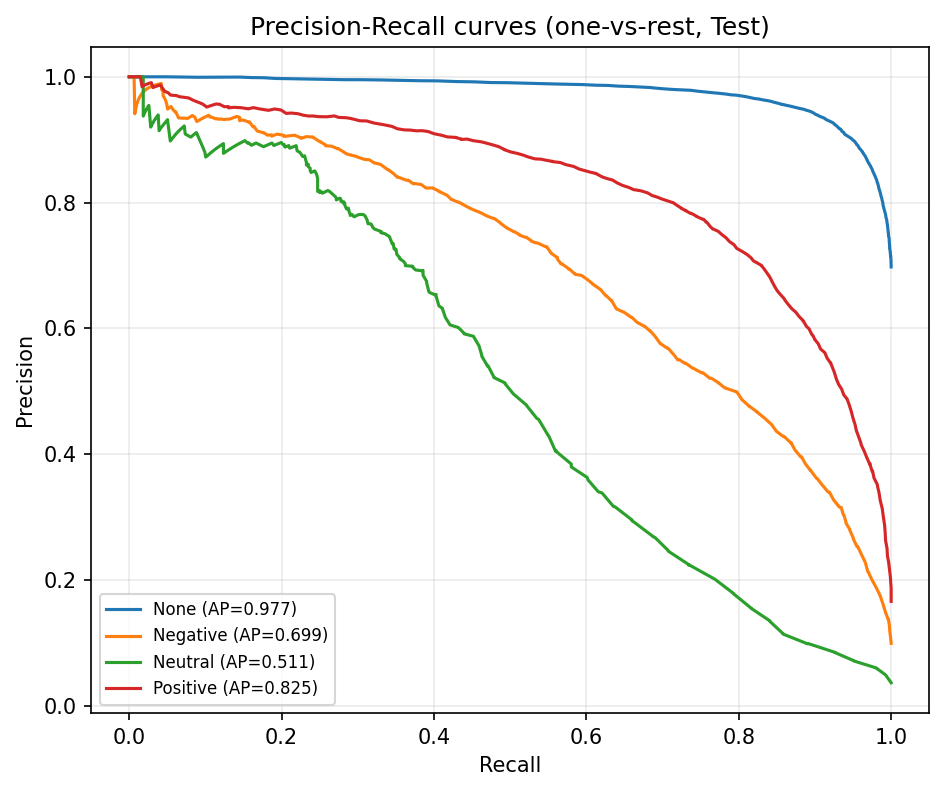 Precision-Recall curves (one-vs-rest, Test)
Precision
1.0
0.8
0.6
0.4
0.2
0.0
None (AP=0.977)
Negative (AP=0.699)
Neutral (AP=0.511)
Positive (AP=0.825)
0.0 0.2 0.4 0.6 0.8 1.0
Recall